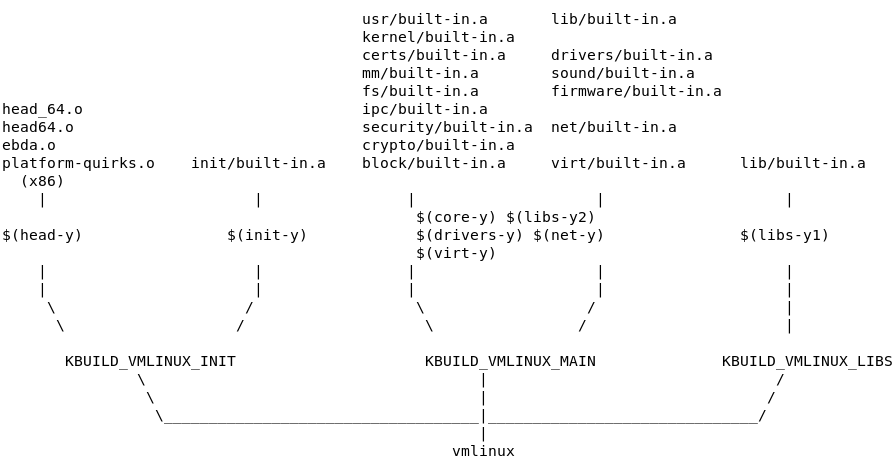 usr/built-in.a lib/built-in.a
kernel/built-in.a
certs/built-in.a drivers/built-in.a
mm/built-in.a sound/built-in.a
fs/built-in.a firmware/built-in.a
head_64.o ipc/built-in.a
head64.o security/built-in.a net/built-in.a
ebda.o crypto/built-in.a
platform-quirks.o init/built-in.a block/built-in.a virt/built-in.a lib/built-in.a
(x86)
$(core-y) $(libs-y2)
$(head-y) $(init-y) $(drivers-y) $(net-y) $(libs-y1)
$(virt-y)
KBUILD_VMLINUX_INIT KBUILD_VMLINUX_MAIN KBUILD_VMLINUX_LIBS
vmlinux